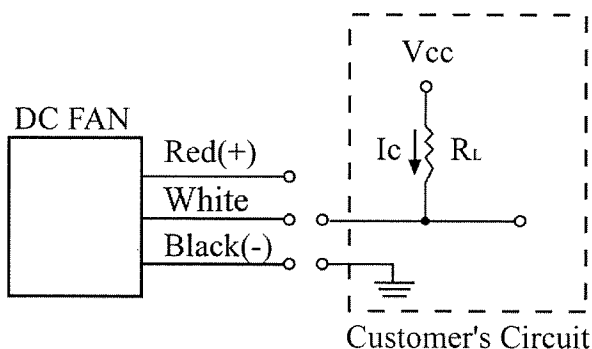 Vcc
DC FAN
Red(+)
Ic
RL
White
Black(-)
Customer's Circuit